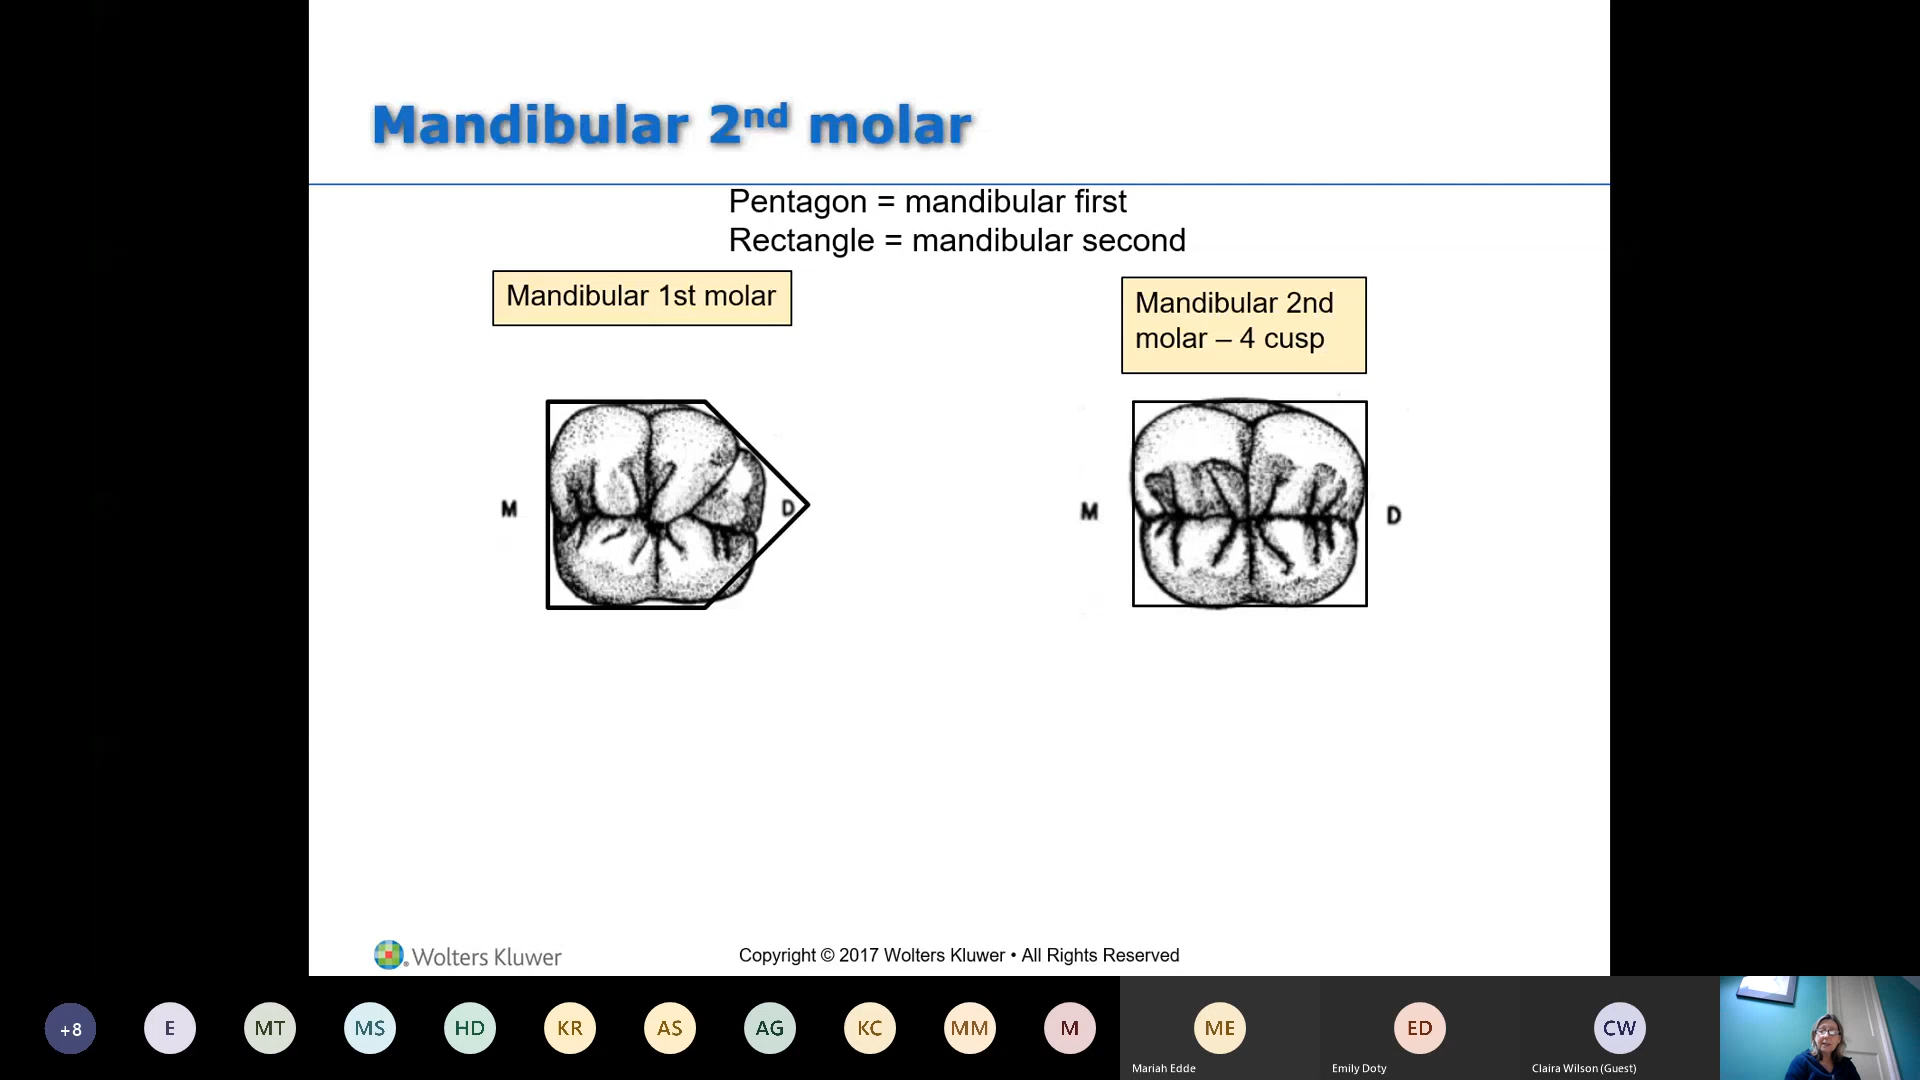 Mandibular 2nd molar
Pentagon = mandibular first
Rectangle = mandibular second
Mandibular 1st molar
Mandibular 2nd
molar – 4 cusp
M
D
M
D
Wolters Kluwer
Copyright © 2017 Wolters Kluwer • All Rights Reserved
+8
E
MT
MS
HD
KR
AS
AG
KC
MM
M
ME
ED
CW
Mariah Edde
Emily Doty
Claira Wilson (Guest)